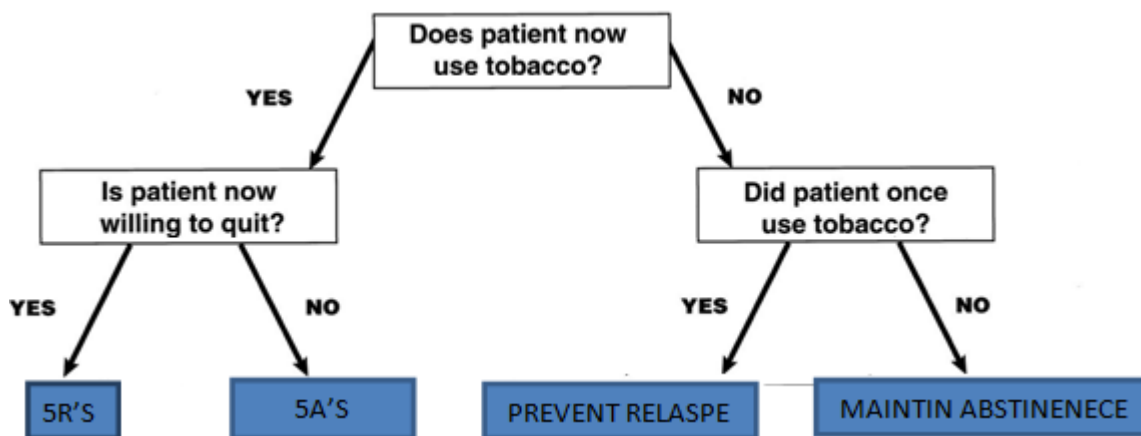 Does patient now
use tobacco?
YES
NO
Is patient now
willing to quit?
Did patient once
use tobacco?
YES
NO
YES
NO
5R'S
5A'S
PREVENT RELASPE
MAINTIN ABSTINENECE